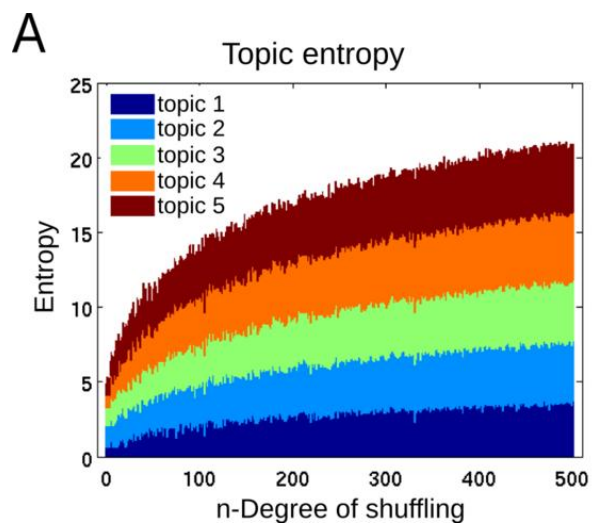 A
Topic entropy
25
20
15
10
5
0
Entropy
topic 1
topic 2
topic 3
topic 4
topic 5
0 100 200 300 400 500
n-Degree of shuffling